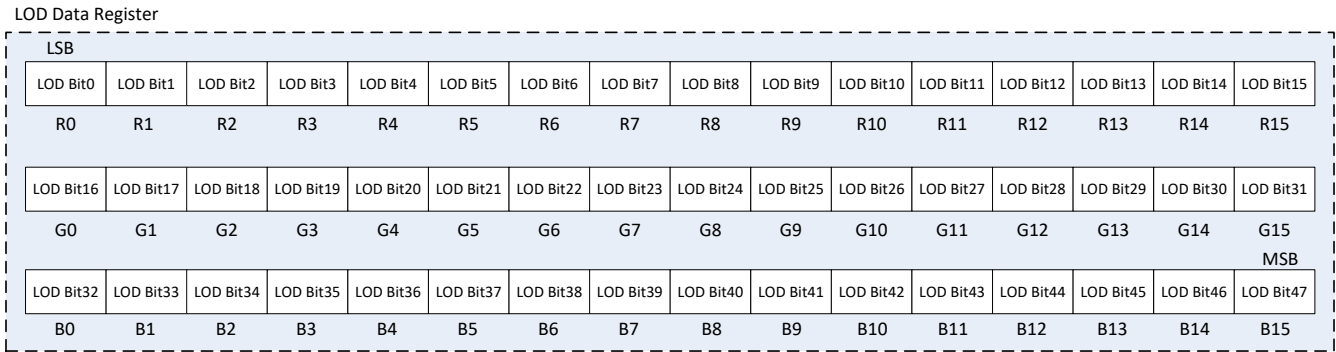 LOD Data Register
LSB
LOD Bit0 LOD Bit1 LOD Bit2 LOD Bit3 LOD Bit4 LOD Bit5 LOD Bit6 LOD Bit7 LOD Bit8 LOD Bit9 LOD Bit10 LOD Bit11 LOD Bit12 LOD Bit13 LOD Bit14 LOD Bit15
R0 R1 R2 R3 R4 R5 R6 R7 R8 R9 R10 R11 R12 R13 R14 R15
LOD Bit16 LOD Bit17 LOD Bit18 LOD Bit19 LOD Bit20 LOD Bit21 LOD Bit22 LOD Bit23 LOD Bit24 LOD Bit25 LOD Bit26 LOD Bit27 LOD Bit28 LOD Bit29 LOD Bit30 LOD Bit31
G0 G1 G2 G3 G4 G5 G6 G7 G8 G9 G10 G11 G12 G13 G14 G15
MSB
LOD Bit32 LOD Bit33 LOD Bit34 LOD Bit35 LOD Bit36 LOD Bit37 LOD Bit38 LOD Bit39 LOD Bit40 LOD Bit41 LOD Bit42 LOD Bit43 LOD Bit44 LOD Bit45 LOD Bit46 LOD Bit47
B0 B1 B2 B3 B4 B5 B6 B7 B8 B9 B10 B11 B12 B13 B14 B15